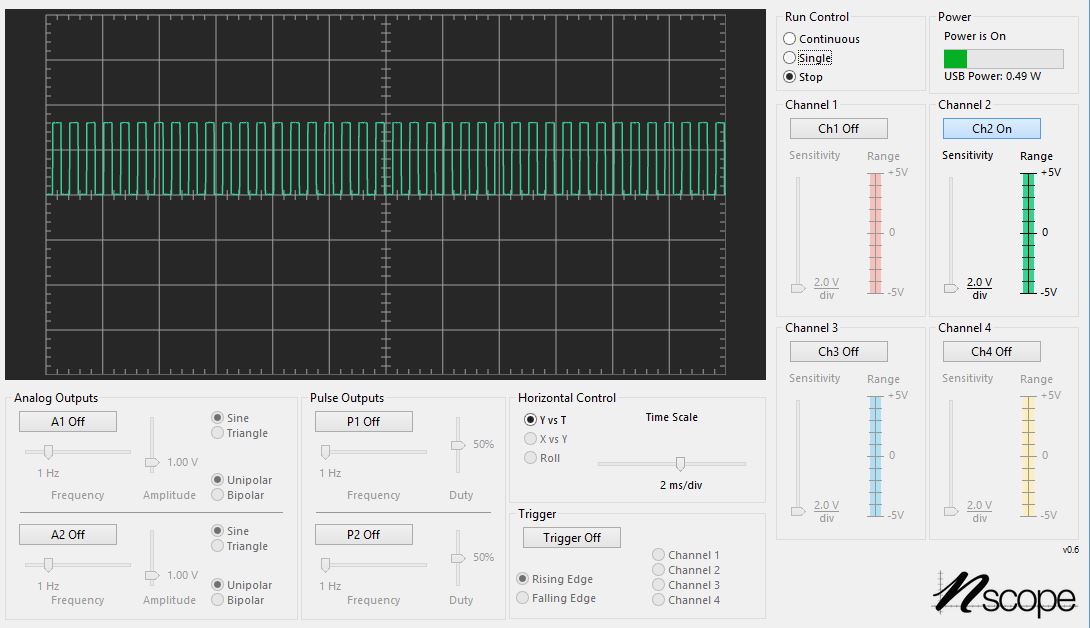 Run Control
Continuous
Single
Stop
Power
Power is On
USB Power: 0.49 W
Channel 1
Ch1 Off
Sensitivity
Range
+5V
0
-5V
2.0 V
div
Channel 2
Ch2 On
Sensitivity
Range
+5V
0
-5V
2.0 V
div
Channel 3
Ch3 Off
Sensitivity
Range
+5V
0
-5V
2.0 V
div
Channel 4
Ch4 Off
Sensitivity
Range
+5V
0
-5V
2.0 V
div
Analog Outputs
A1 Off
Sine
Triangle
1 Hz
1.00 V
Unipolar
Bipolar
Frequency
Amplitude
A2 Off
Sine
Triangle
1 Hz
1.00 V
Unipolar
Bipolar
Frequency
Amplitude
Pulse Outputs
P1 Off
50%
1 Hz
Frequency
Duty
P2 Off
50%
1 Hz
Frequency
Duty
Horizontal Control
Y vs T
X vs Y
Roll
Time Scale
2 ms/div
Trigger
Trigger Off
Rising Edge
Falling Edge
Channel 1
Channel 2
Channel 3
Channel 4
v0.6
nscope